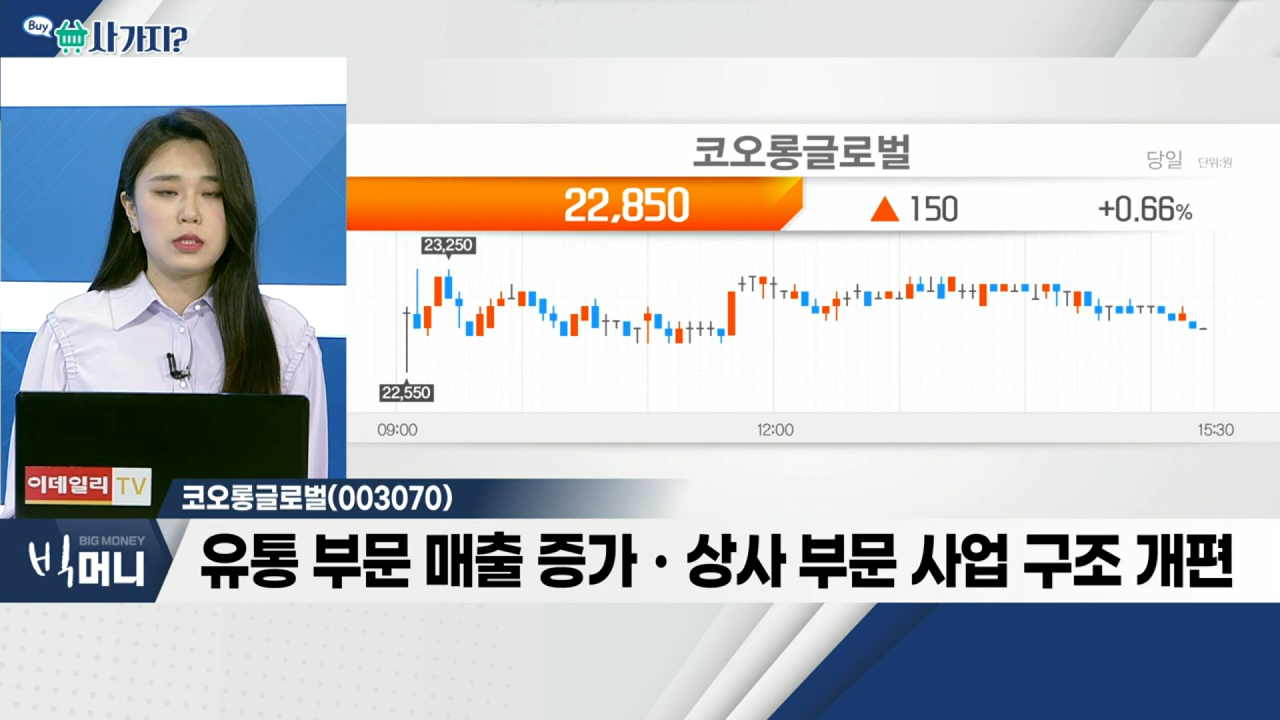 Buy
사가지?
코오롱글로벌
당일 단위:원
22,850 ▲ 150 +0.66%
23,250
22,550
09:00 12:00 15:30
이데일리 TV
코오롱글로벌(003070)
BIG MONEY
빅머니
유통 부문 매출 증가·상사 부문 사업 구조 개편